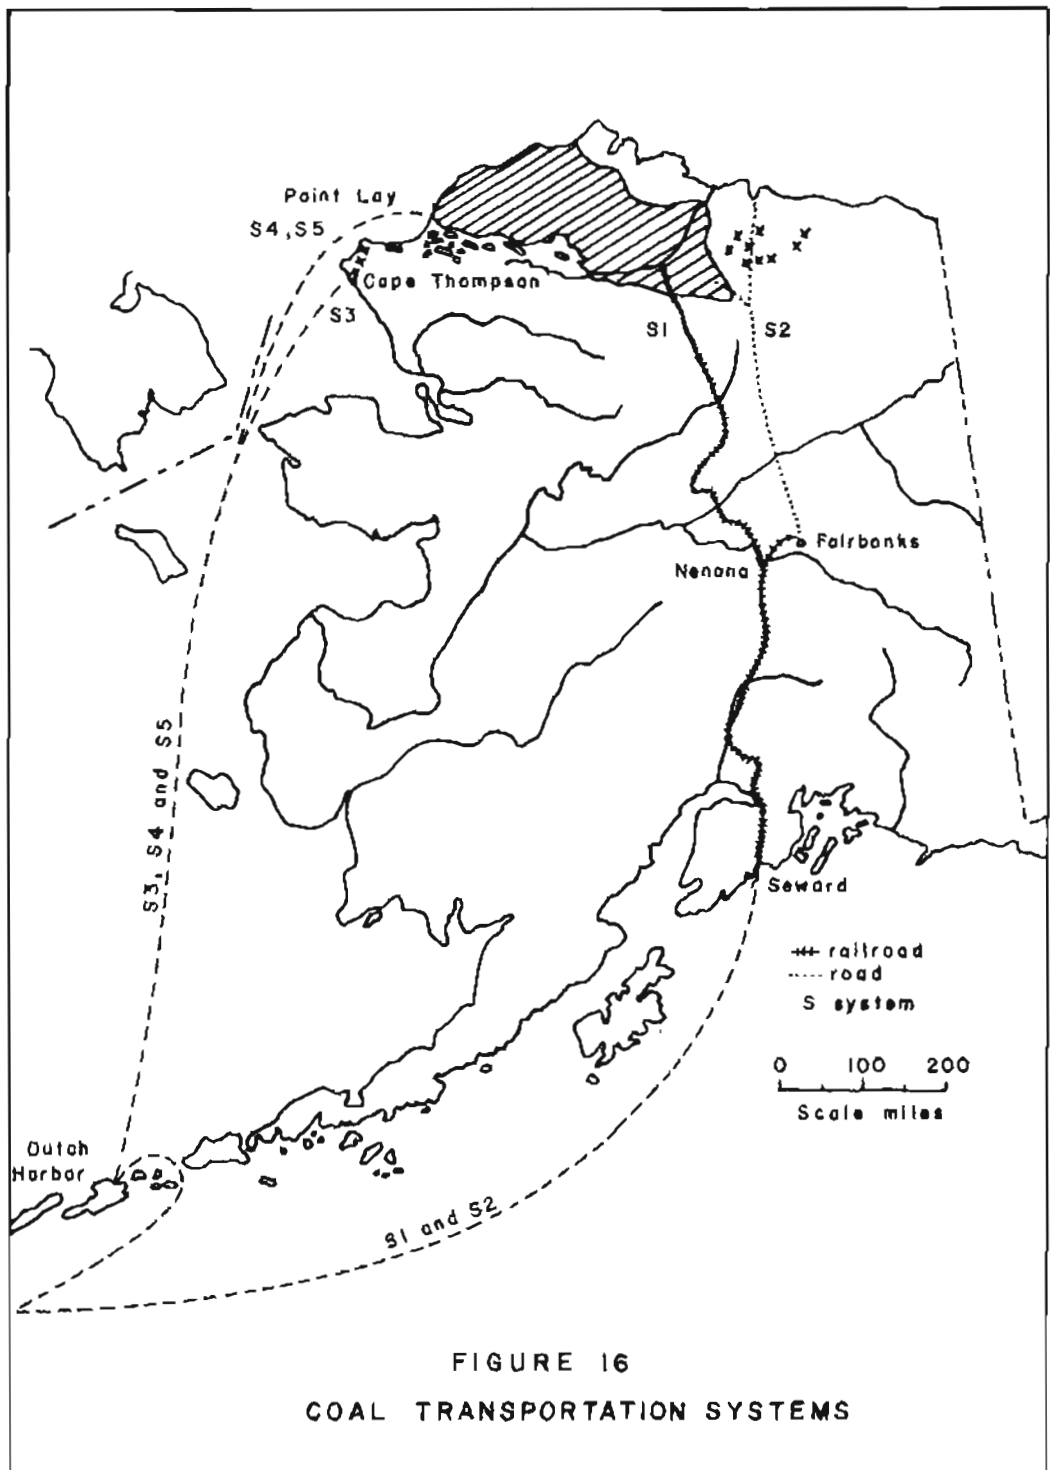 Point Lay
S4, S5
Cape Thompson
S3
S1
S2
Fairbanks
Nenana
S3, S4 and S5
Seward
railroad
road
S system
0 100 200
Scale miles
Dutch
Harbor
S1 and S2
FIGURE 16
COAL TRANSPORTATION SYSTEMS